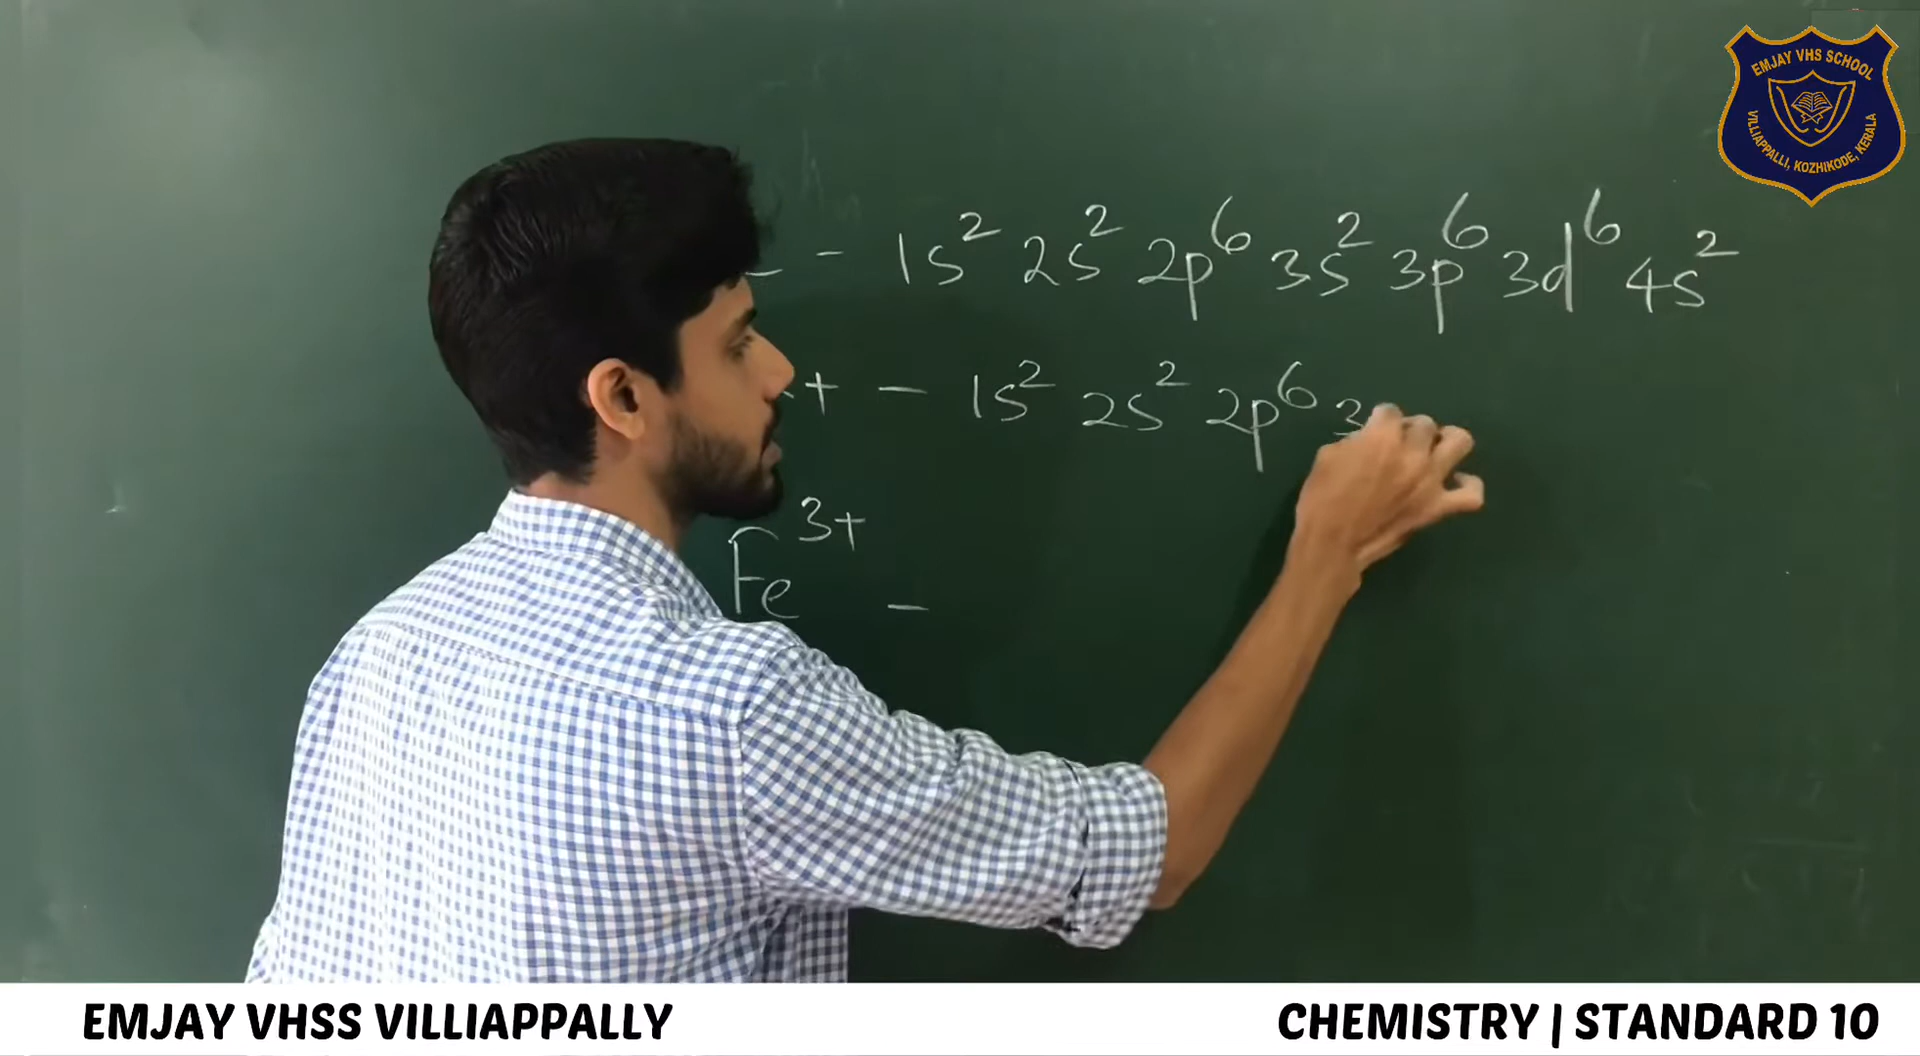 EMJAY VHS SCHOOL
VILLIAPPALLI, KOZHIKODE, KERALA
- 1s² 2s² 2p⁶ 3s² 3p⁶ 3d⁶ 4s²
+ - 1s² 2s² 2p⁶ 3
Fe³⁺ -
EMJAY VHSS VILLIAPPALLY
CHEMISTRY | STANDARD 10